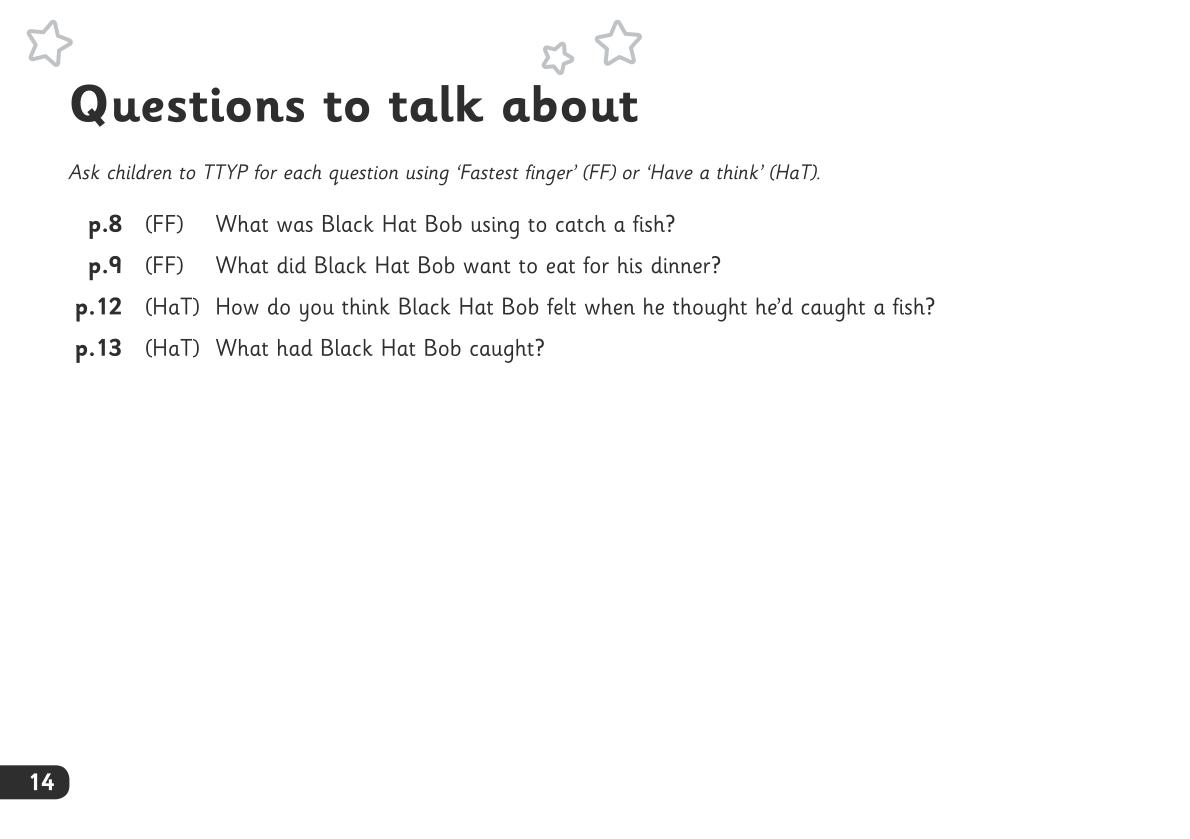 Questions to talk about
Ask children to TTYP for each question using ‘Fastest finger’ (FF) or ‘Have a think’ (HaT).
p.8 (FF) What was Black Hat Bob using to catch a fish?
p.9 (FF) What did Black Hat Bob want to eat for his dinner?
p.12 (HaT) How do you think Black Hat Bob felt when he thought he’d caught a fish?
p.13 (HaT) What had Black Hat Bob caught?
14